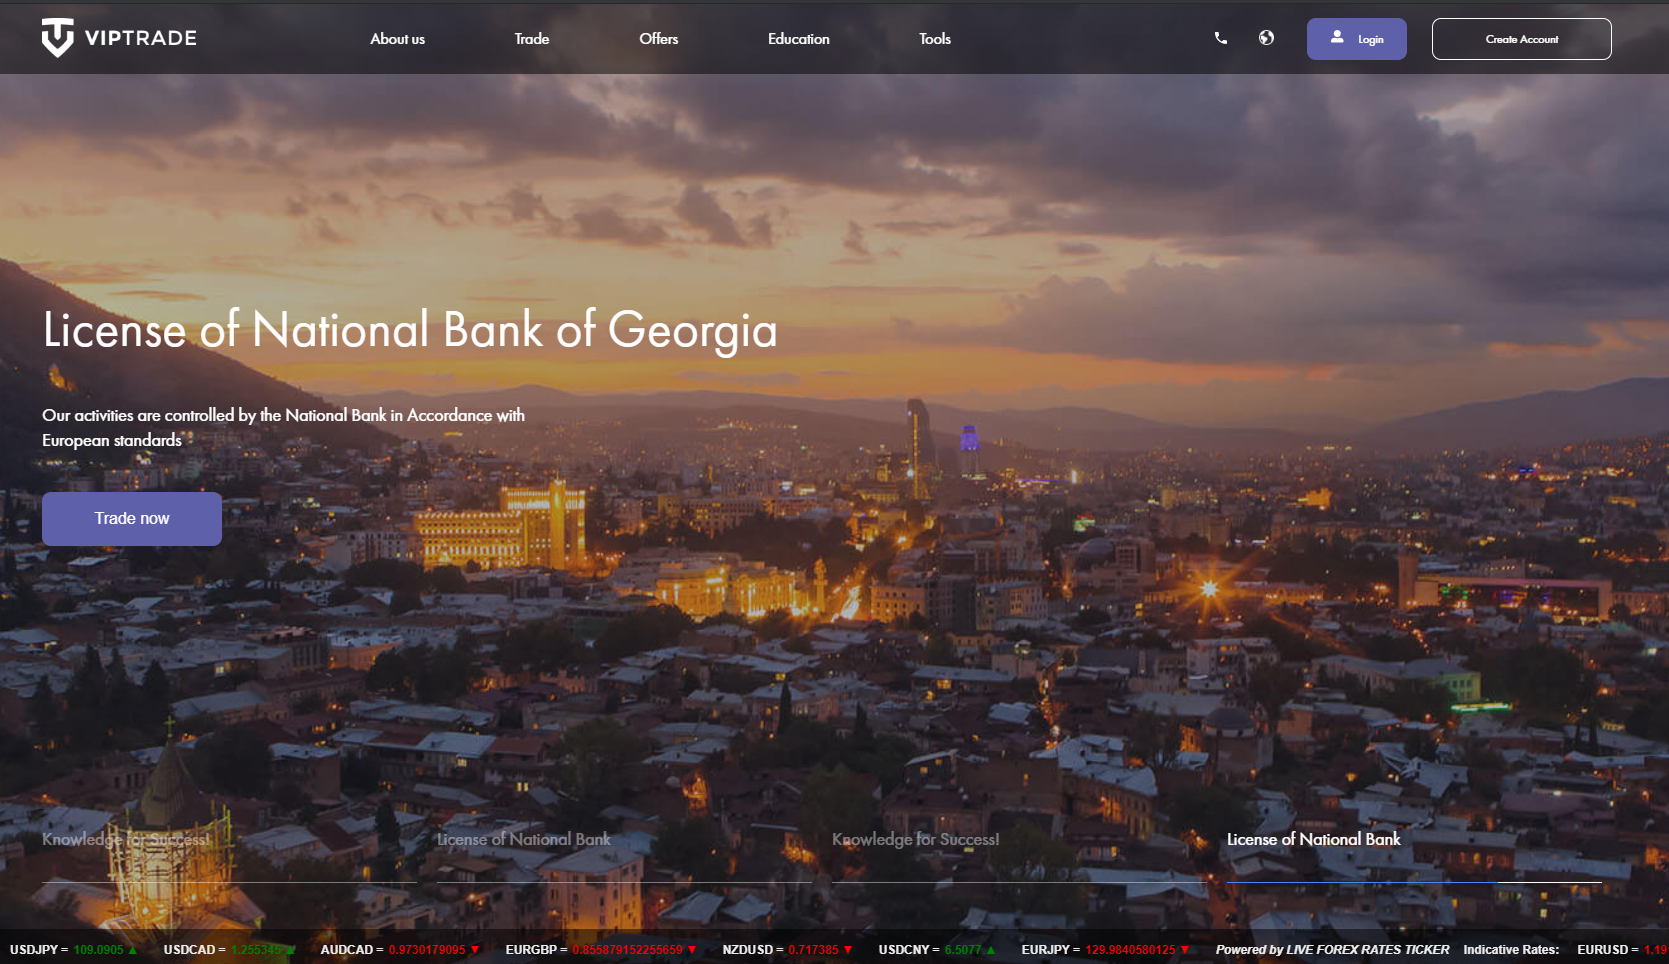 VIPTRADE
About us
Trade
Offers
Education
Tools
Login
Create Account
License of National Bank of Georgia
Our activities are controlled by the National Bank in Accordance with
European standards
Trade now
Knowledge for Success!
License of National Bank
Knowledge for Success!
License of National Bank
USDJPY = 109.0905 ▲ USDCAD = 1.255345 ▲ AUDCAD = 0.9730179095 ▼ EURGBP = 0.855879152255659 ▼ NZDUSD = 0.717385 ▼ USDCNY = 6.5077 ▲ EURJPY = 129.9840580125 ▼ Powered by LIVE FOREX RATES TICKER Indicative Rates: EURUSD = 1.19